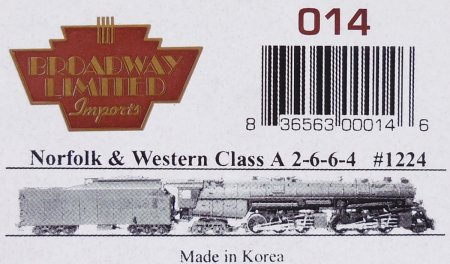 BROADWAY
LIMITED
Imports
014
8 36563 00014 6
Norfolk & Western Class A 2-6-6-4 #1224
Made in Korea